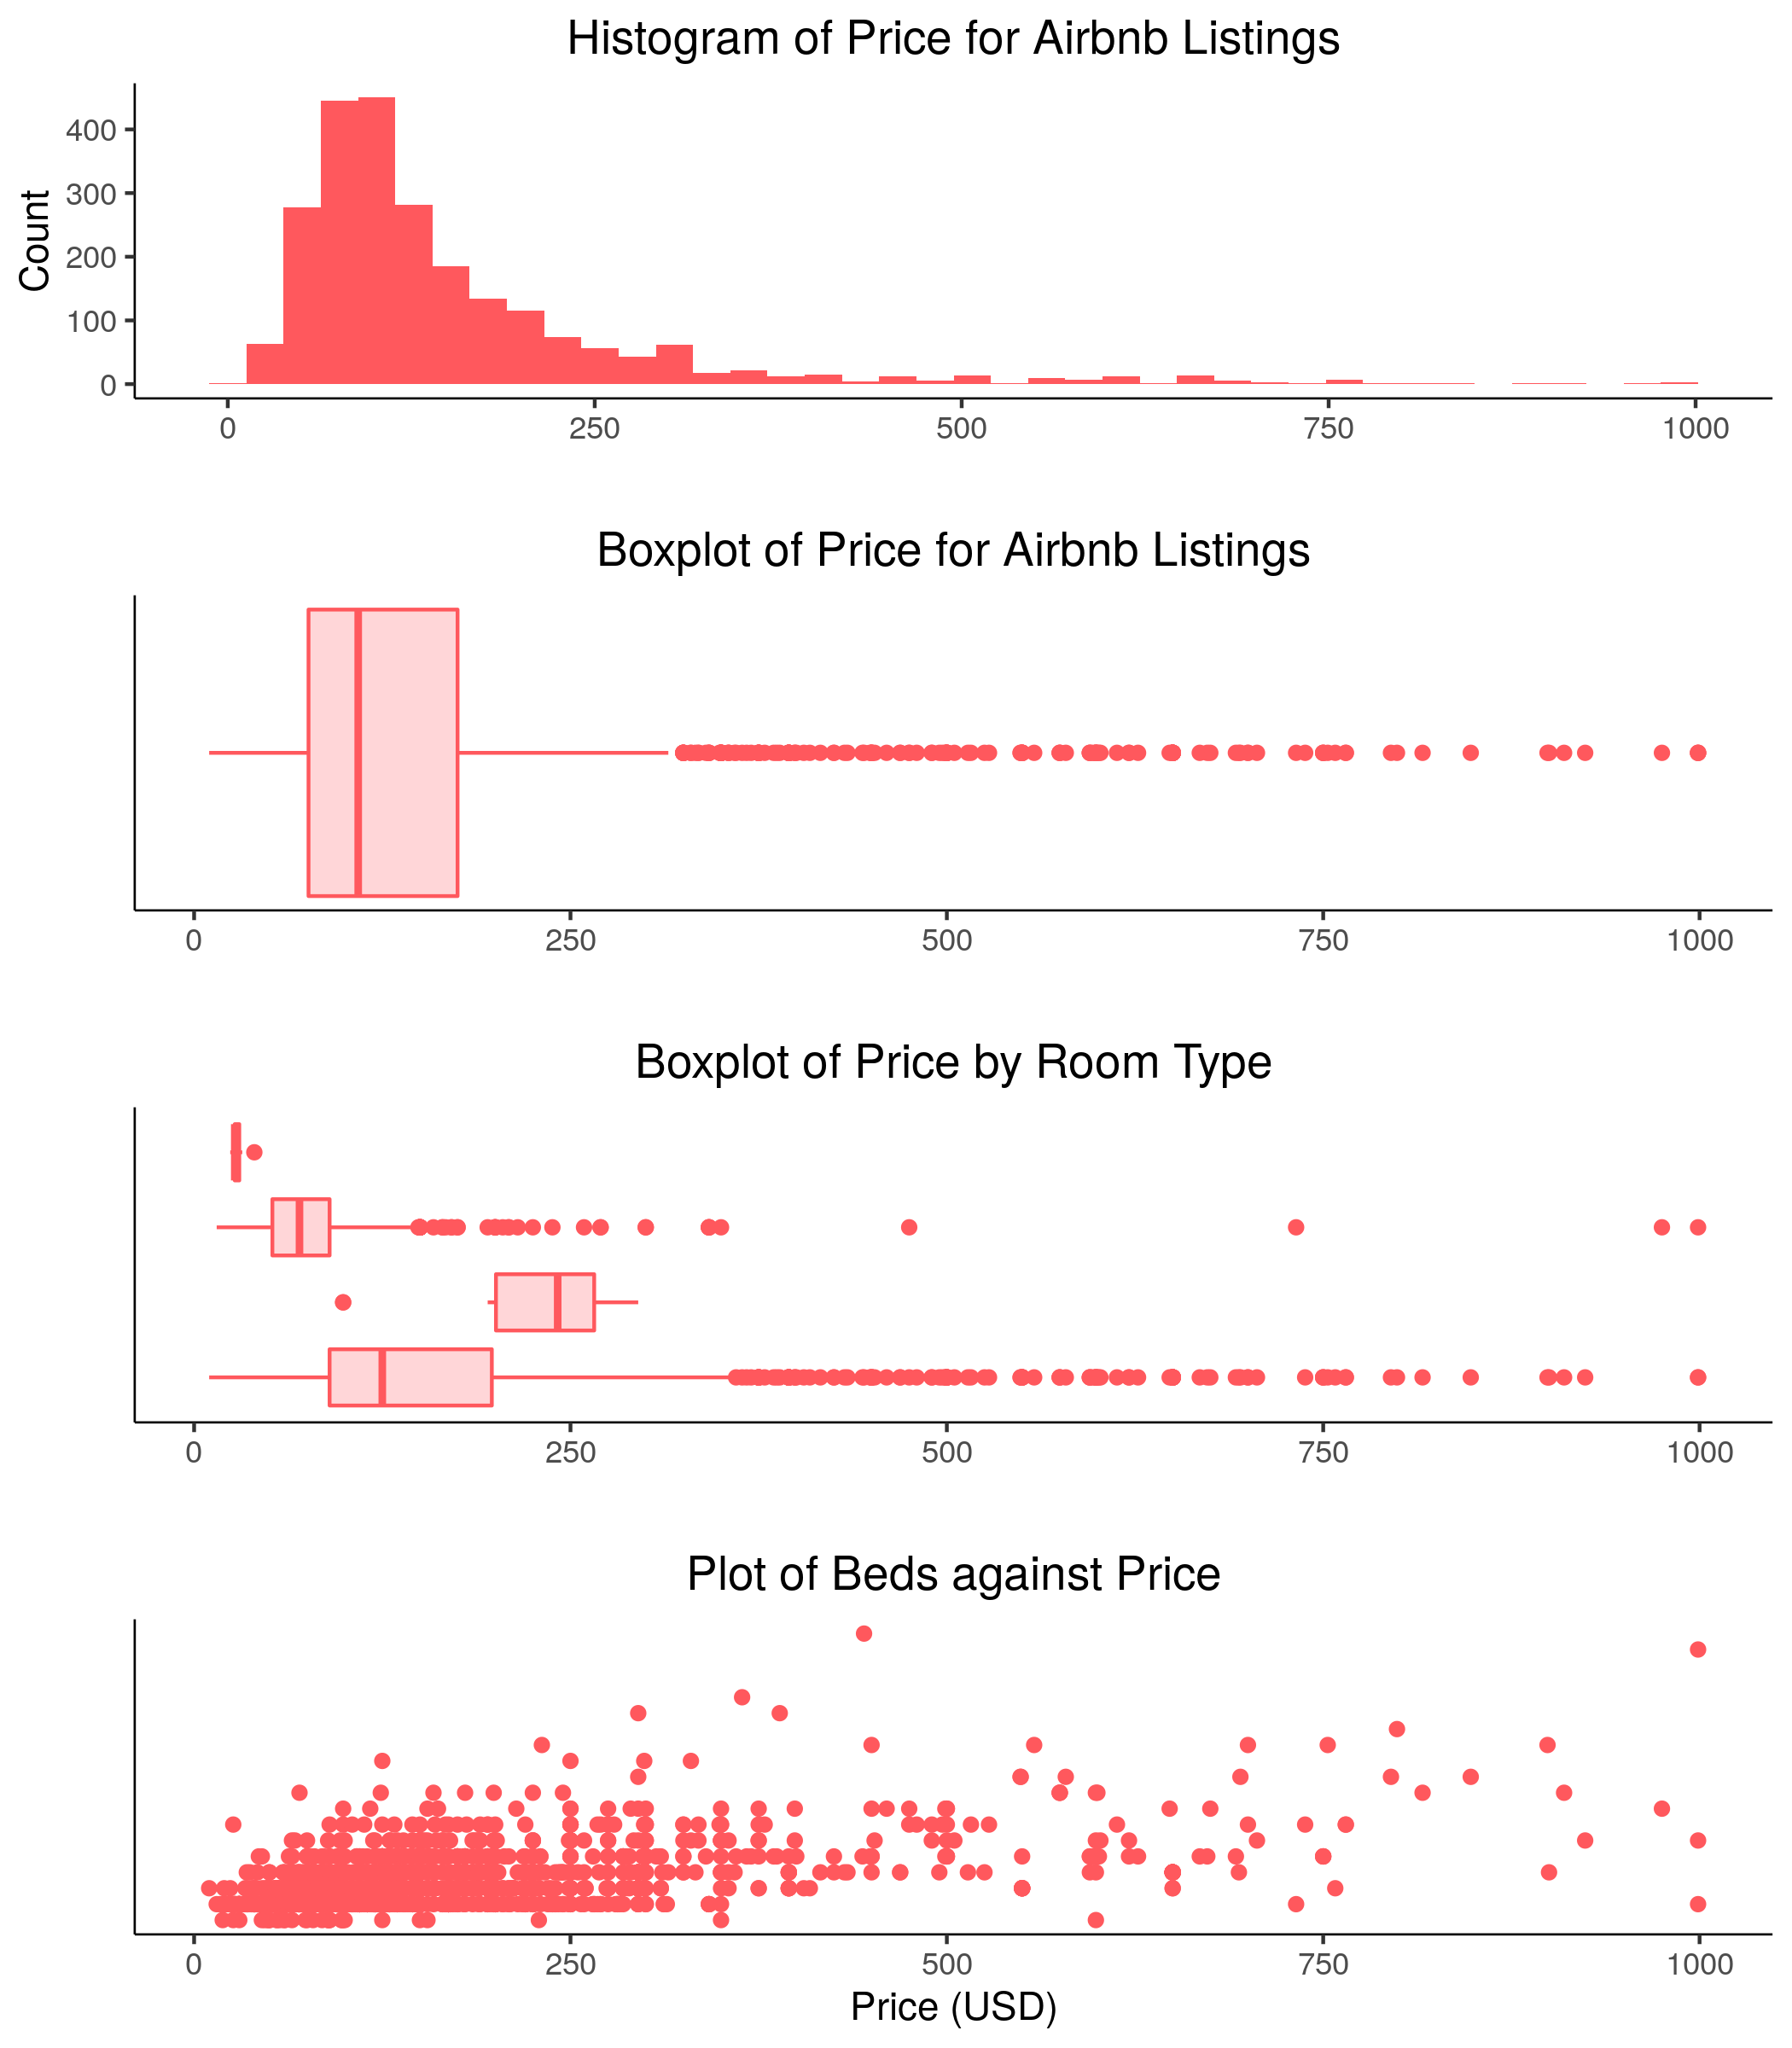 Histogram of Price for Airbnb Listings
Count
400
300
200
100
0
0 250 500 750 1000
Boxplot of Price for Airbnb Listings
0 250 500 750 1000
Boxplot of Price by Room Type
0 250 500 750 1000
Plot of Beds against Price
0 250 500 750 1000
Price (USD)